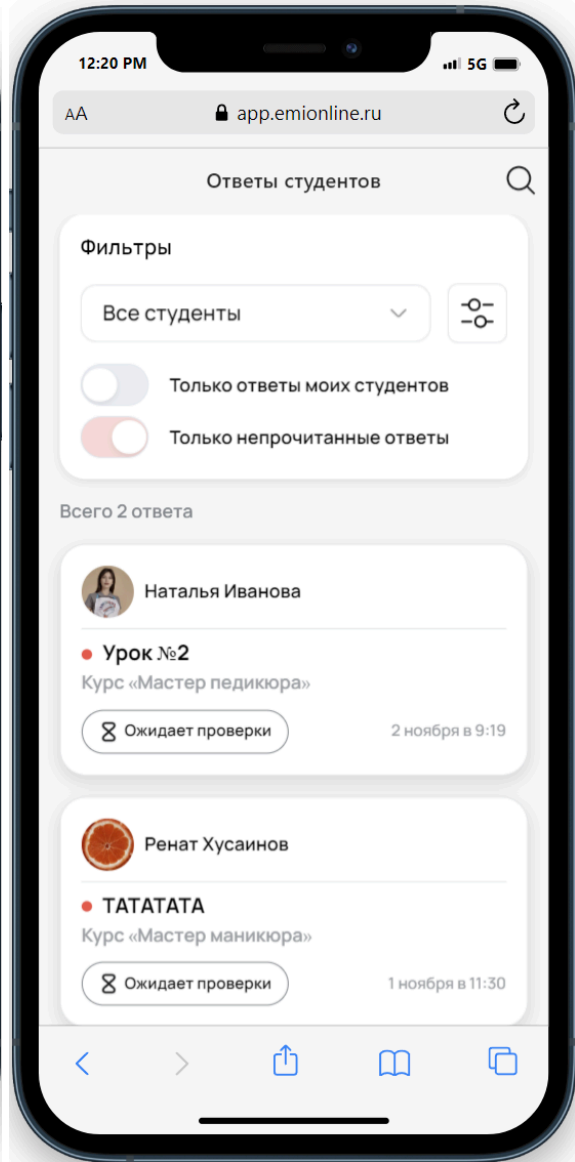 12:20 PM 5G
AA app.emionline.ru
Ответы студентов
Фильтры
Все студенты
Только ответы моих студентов
Только непрочитанные ответы
Всего 2 ответа
Наталья Иванова
Урок №2
Курс «Мастер педикюра»
Ожидает проверки 2 ноября в 9:19
Ренат Хусаинов
ТАТАТАТА
Курс «Мастер маникюра»
Ожидает проверки 1 ноября в 11:30